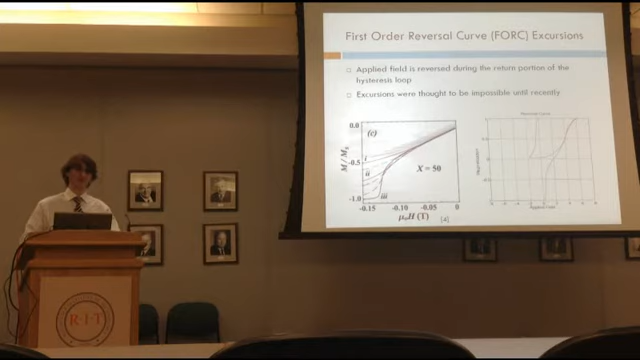 First Order Reversal Curve (FORC) Excursions
Applied field is reversed during the return portion of the
hysteresis loop
Excursions were thought to be impossible until recently
0.0
(c)
M/M
-0.5
i
ii
X = 50
iii
-1.0
-0.15
-0.10
-0.05
0
μ₀H (T)
[4]
R·I·T